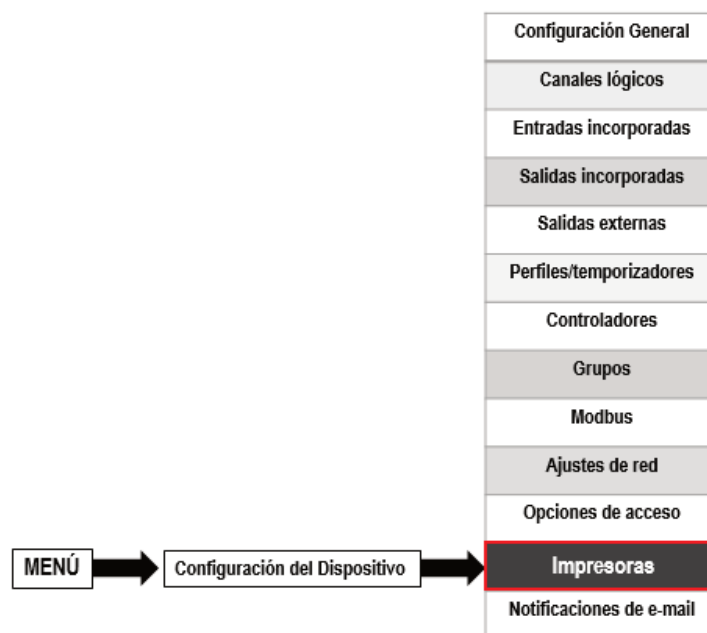 Configuración General
Canales lógicos
Entradas incorporadas
Salidas incorporadas
Salidas externas
Perfiles/temporizadores
Controladores
Grupos
Modbus
Ajustes de red
Opciones de acceso
MENÚ
Configuración del Dispositivo
Impresoras
Notificaciones de e-mail